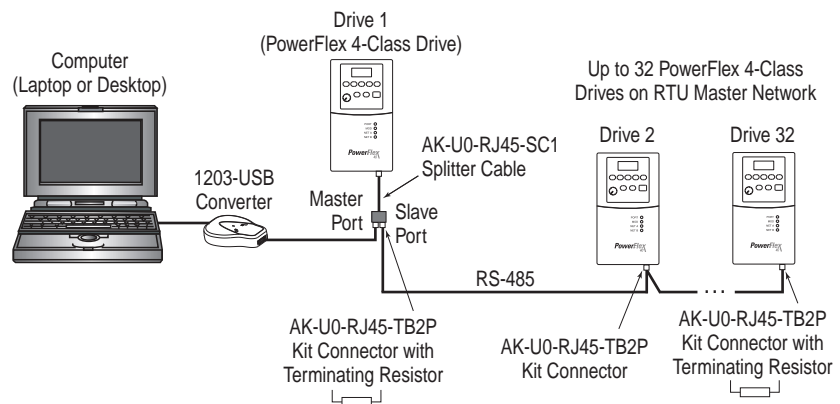 Drive 1
(PowerFlex 4-Class Drive)
Computer
(Laptop or Desktop)
Up to 32 PowerFlex 4-Class
Drives on RTU Master Network
Drive 2
Drive 32
AK-U0-RJ45-SC1
Splitter Cable
1203-USB
Converter
Master
Port
Slave
Port
PowerFlex
PowerFlex
PowerFlex
RS-485
...
AK-U0-RJ45-TB2P
Kit Connector with
Terminating Resistor
AK-U0-RJ45-TB2P
Kit Connector
AK-U0-RJ45-TB2P
Kit Connector with
Terminating Resistor